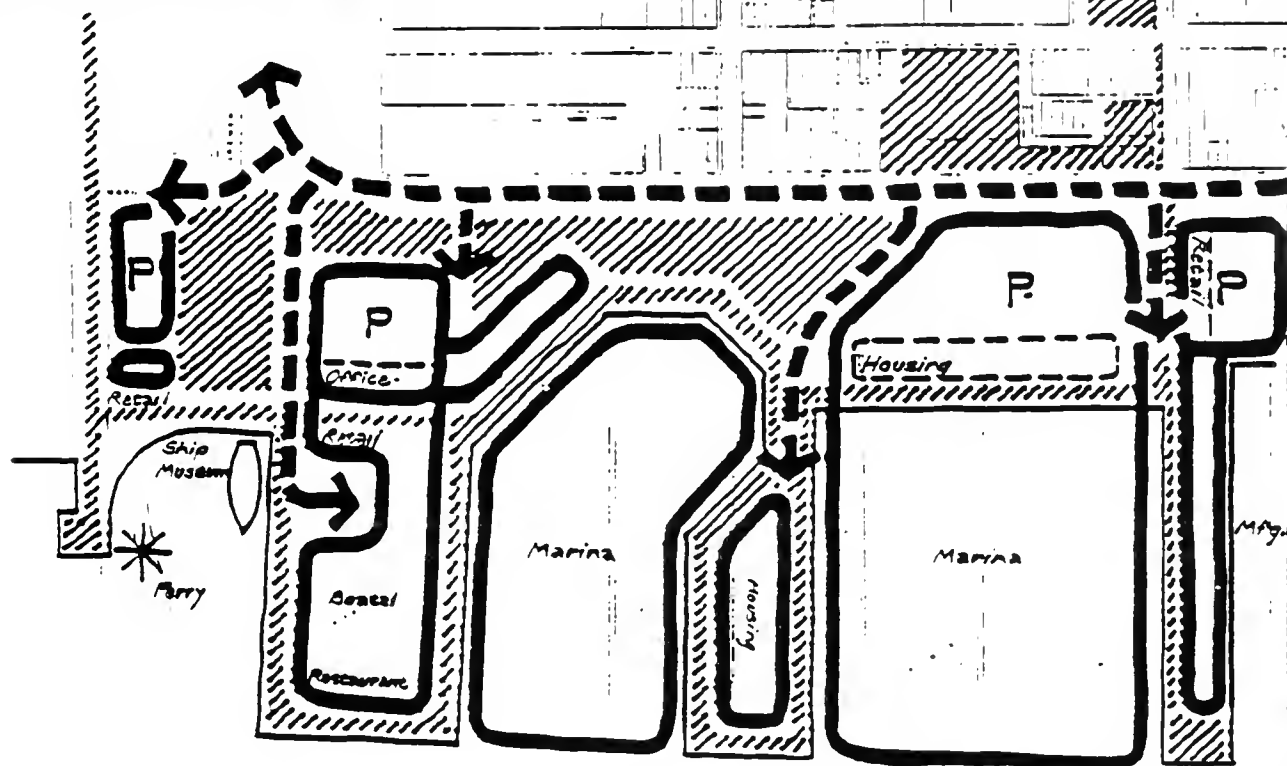 P
P
P
P
Retail
Housing
Office
Retail
Retail
Ship
Museum
Marina
Marina
Mfg.
Ferry
Boatel
Housing
Restaurant